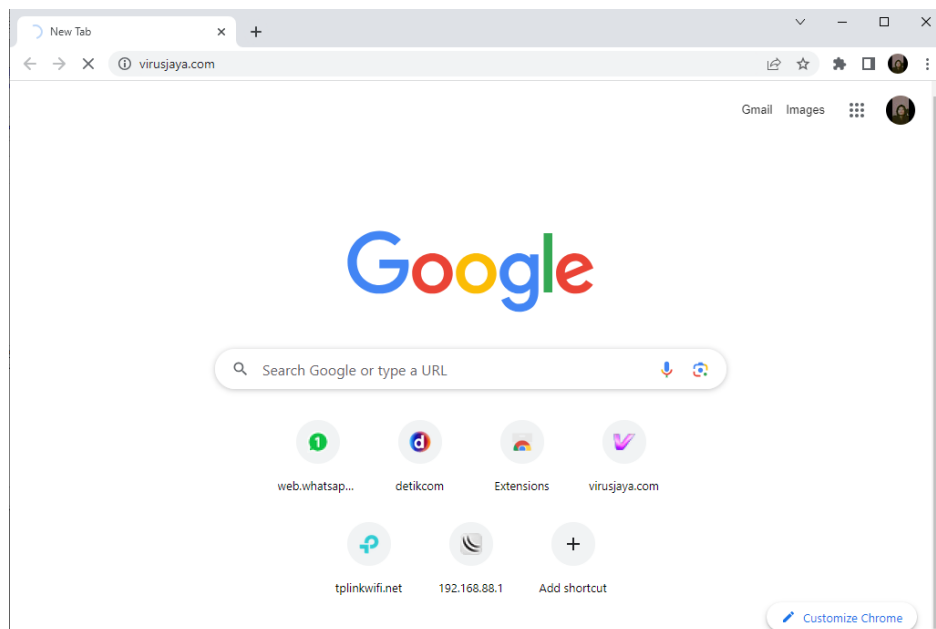 New Tab
virusjaya.com
Gmail Images
Google
Search Google or type a URL
1 d
web.whatsap... detikcom Extensions virusjaya.com
tplinkwifi.net 192.168.88.1 Add shortcut
Customize Chrome